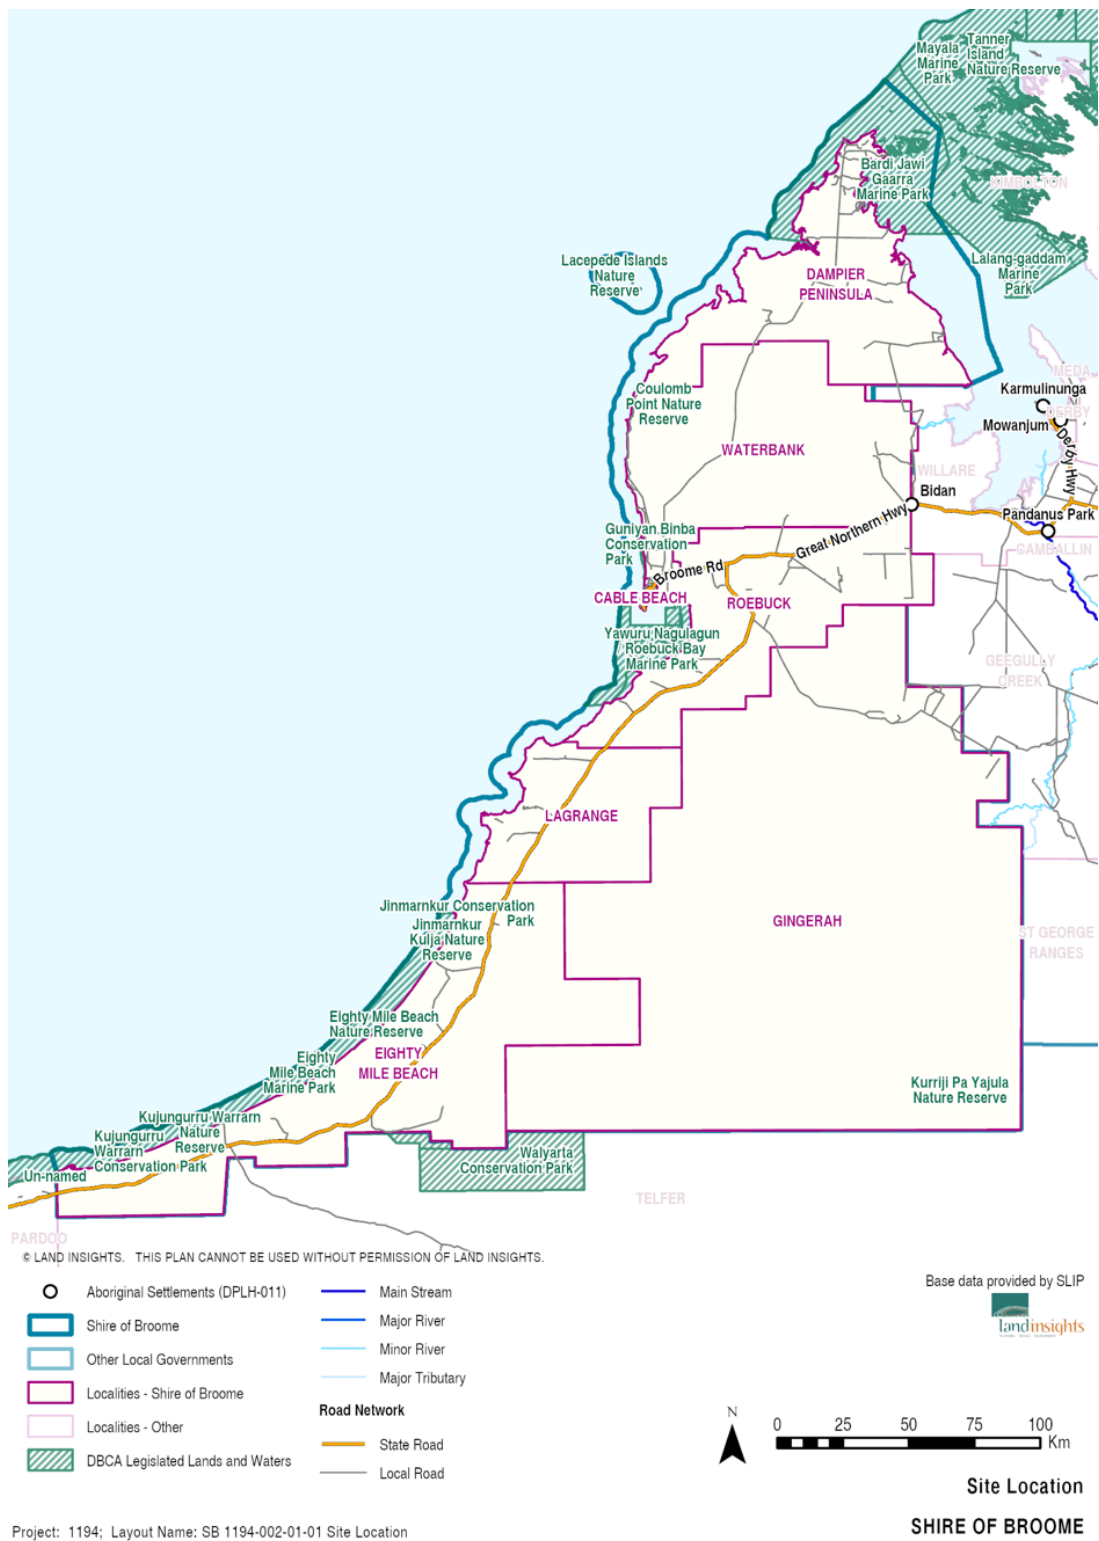 Mayala
Marine
Park
Tanner
Island
Nature Reserve
Bardi Jawi
Gaarra
Marine Park
KIMBOLTON
Lacepede Islands
Nature
Reserve
Lalang-gaddam
Marine
Park
DAMPIER
PENINSULA
MEDA
Karmulinunga
DERBY
Mowanjum
Derby Hwy
Coulomb
Point Nature
Reserve
WATERBANK
WILLARE
Bidan
Pandanus Park
Great Northern Hwy
CAMBALLIN
Guniyan Binba
Conservation
Park
Broome Rd
CABLE BEACH
ROEBUCK
Yawuru Nagulagun
Roebuck Bay
Marine Park
GEEGULLY
CREEK
LAGRANGE
Jinmarnkur Conservation
Park
Jinmarnkur
Kulja Nature
Reserve
GINGERAH
ST GEORGE
RANGES
Eighty Mile Beach
Nature Reserve
EIGHTY
MILE BEACH
Eighty
Mile Beach
Marine Park
Kurriji Pa Yajula
Nature Reserve
Kujungurru Warrarn
Nature
Reserve
Kujungurru
Warrarn
Conservation Park
Un-named
Walyarta
Conservation Park
TELFER
PARDOO
© LAND INSIGHTS. THIS PLAN CANNOT BE USED WITHOUT PERMISSION OF LAND INSIGHTS.
Aboriginal Settlements (DPLH-011)
Shire of Broome
Other Local Governments
Localities - Shire of Broome
Localities - Other
DBCA Legislated Lands and Waters
Main Stream
Major River
Minor River
Major Tributary
Road Network
State Road
Local Road
Base data provided by SLIP
landinsights
N
0 25 50 75 100
Km
Site Location
SHIRE OF BROOME
Project: 1194; Layout Name: SB 1194-002-01-01 Site Location